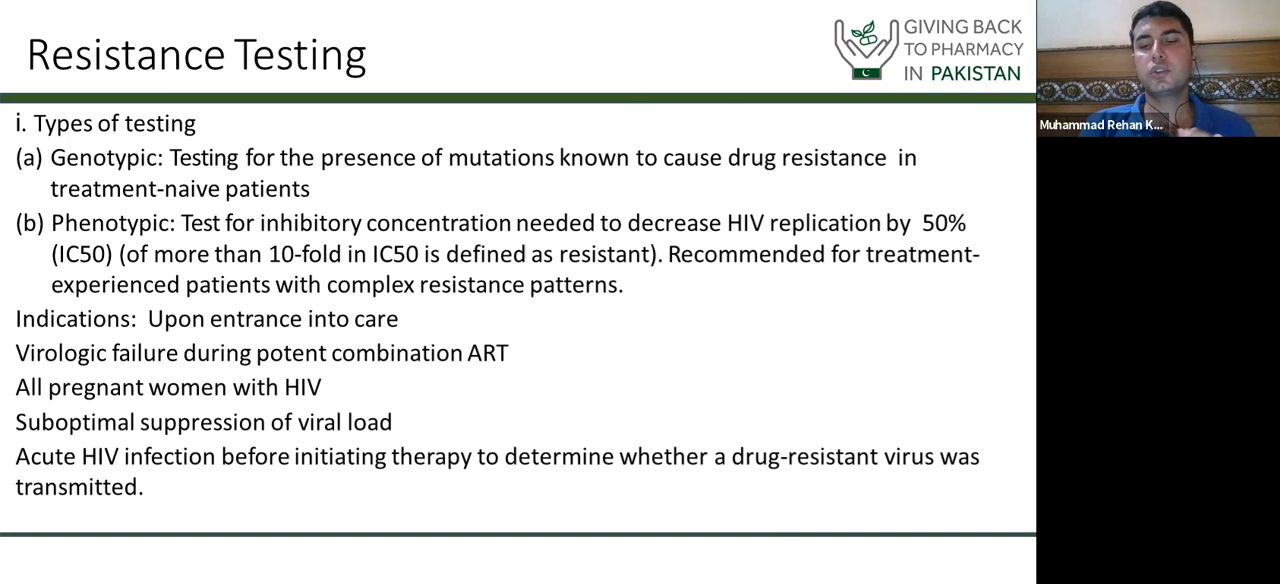 Resistance Testing
GIVING BACK
TO PHARMACY
IN PAKISTAN
i. Types of testing
(a) Genotypic: Testing for the presence of mutations known to cause drug resistance in
treatment-naive patients
(b) Phenotypic: Test for inhibitory concentration needed to decrease HIV replication by 50%
(IC50) (of more than 10-fold in IC50 is defined as resistant). Recommended for treatment-
experienced patients with complex resistance patterns.
Indications: Upon entrance into care
Virologic failure during potent combination ART
All pregnant women with HIV
Suboptimal suppression of viral load
Acute HIV infection before initiating therapy to determine whether a drug-resistant virus was
transmitted.
Muhammad Rehan K...